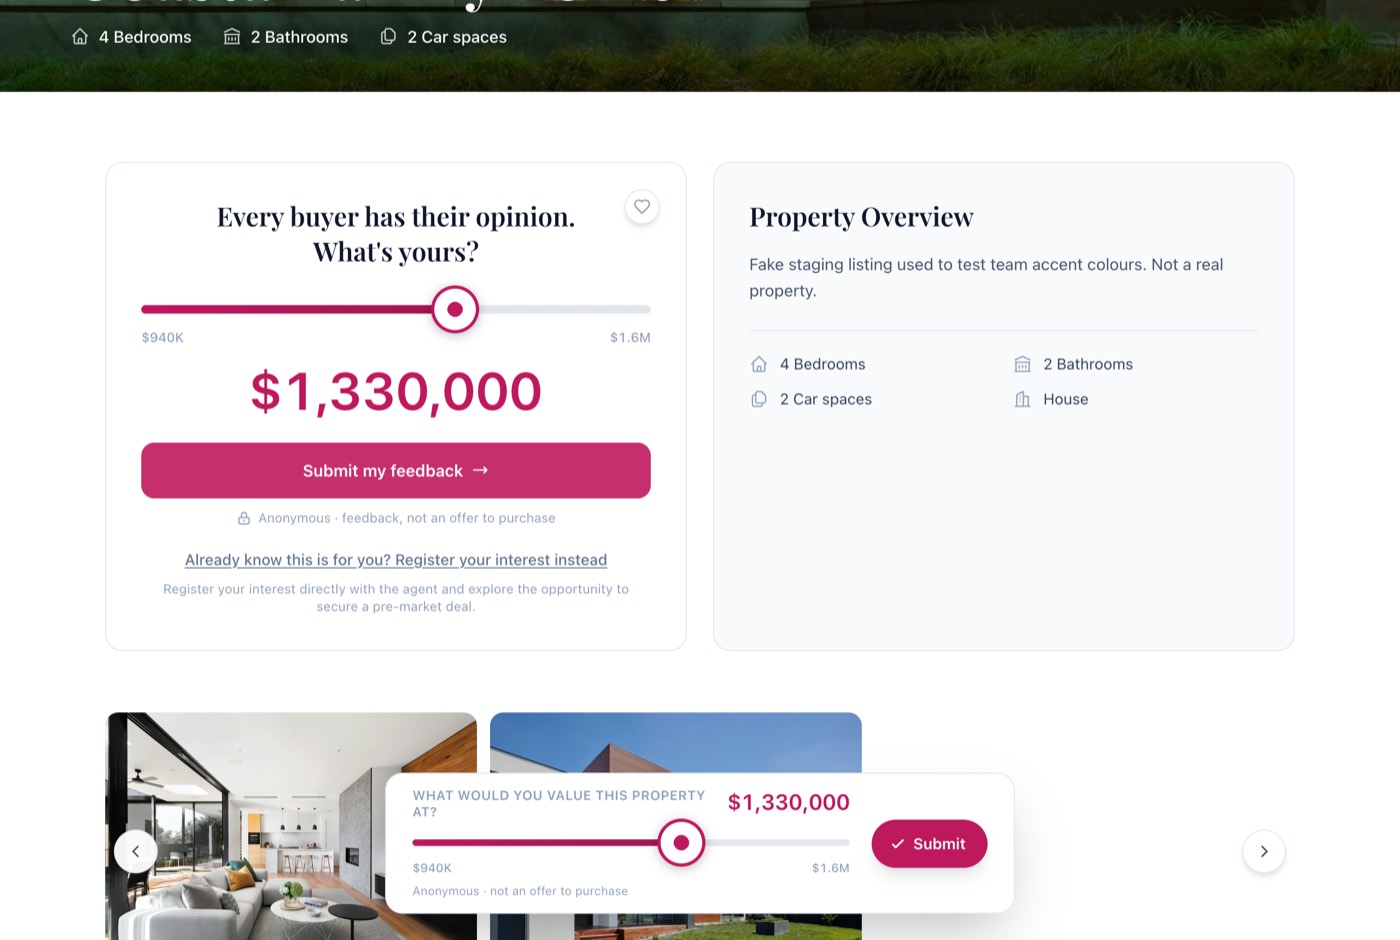 4 Bedrooms
2 Bathrooms
2 Car spaces
Every buyer has their opinion.
What's yours?
$940K
$1.6M
$1,330,000
Submit my feedback →
Anonymous · feedback, not an offer to purchase
Already know this is for you? Register your interest instead
Register your interest directly with the agent and explore the opportunity to
secure a pre-market deal.
Property Overview
Fake staging listing used to test team accent colours. Not a real
property.
4 Bedrooms
2 Bathrooms
2 Car spaces
House
WHAT WOULD YOU VALUE THIS PROPERTY
AT?
$1,330,000
$940K
$1.6M
Anonymous · not an offer to purchase
Submit